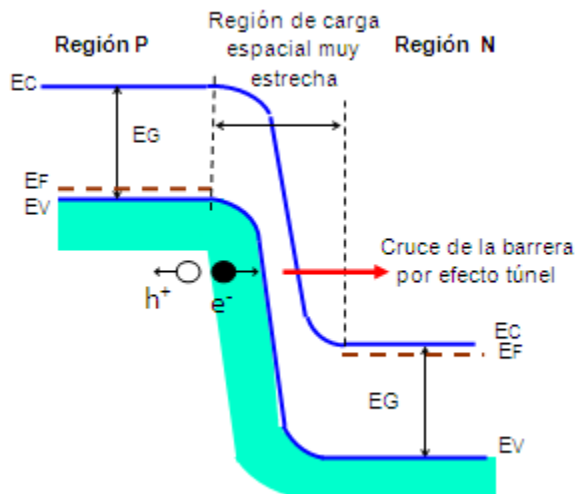 Región P
Región de carga
espacial muy
estrecha
Región N
EC
EG
EF
EV
h+
e-
Cruce de la barrera
por efecto túnel
EC
EF
EG
EV